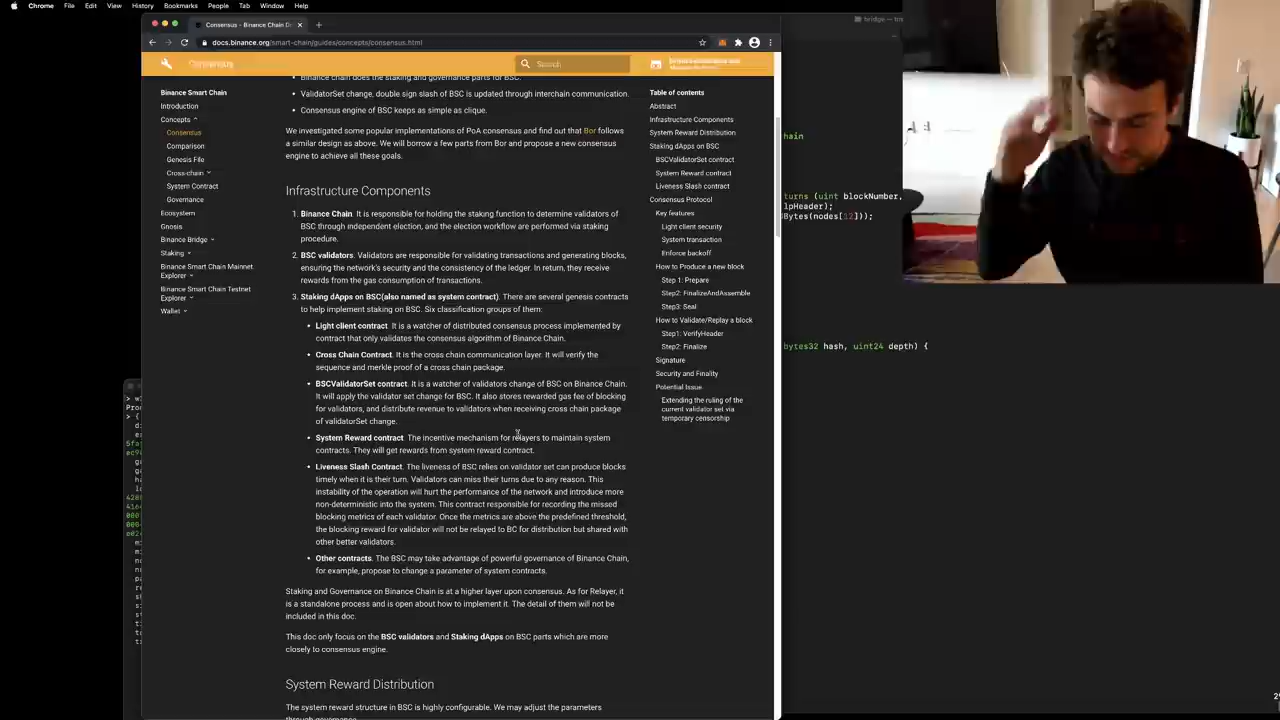 Chrome File Edit View History Bookmarks People Tab Window Help
Consensus - Binance Chain D
bridge
docs.binance.org/smart-chain/guides/concepts/consensus.html
Consensus
Search
Binance Smart Chain
Introduction
Concepts
Consensus
Comparison
Genesis File
Cross-chain
System Contract
Governance
Ecosystem
Gnosis
Binance Bridge
Staking
Binance Smart Chain Mainnet
Explorer
Binance Smart Chain Testnet
Explorer
Wallet
• Binance chain does the staking and governance parts for BSC.
• ValidatorSet change, double sign slash of BSC is updated through interchain communication.
• Consensus engine of BSC keeps as simple as clique.
We investigated some popular implementations of PoA consensus and find out that Bor follows
a similar design as above. We will borrow a few parts from Bor and propose a new consensus
engine to achieve all these goals.
Infrastructure Components
1. Binance Chain. It is responsible for holding the staking function to determine validators of
BSC through independent election, and the election workflow are performed via staking
procedure.
2. BSC validators. Validators are responsible for validating transactions and generating blocks,
ensuring the network's security and the consistency of the ledger. In return, they receive
rewards from the gas consumption of transactions.
3. Staking dApps on BSC(also named as system contract). There are several genesis contracts
to help implement staking on BSC. Six classification groups of them:
• Light client contract. It is a watcher of distributed consensus process implemented by
contract that only validates the consensus algorithm of Binance Chain.
• Cross Chain Contract. It is the cross chain communication layer. It will verify the
sequence and merkle proof of a cross chain package.
• BSCValidatorSet contract. It is a watcher of validators change of BSC on Binance Chain.
It will apply the validator set change for BSC. It also stores rewarded gas fee of blocking
for validators, and distribute revenue to validators when receiving cross chain package
of validatorSet change.
• System Reward contract. The incentive mechanism for relayers to maintain system
contracts. They will get rewards from system reward contract.
• Liveness Slash Contract. The liveness of BSC relies on validator set can produce blocks
timely when it is their turn. Validators can miss their turns due to any reason. This
instability of the operation will hurt the performance of the network and introduce more
non-deterministic into the system. This contract responsible for recording the missed
blocking metrics of each validator. Once the metrics are above the predefined threshold,
the blocking reward for validator will not be relayed to BC for distribution but shared with
other better validators.
• Other contracts. The BSC may take advantage of powerful governance of Binance Chain,
for example, propose to change a parameter of system contracts.
Staking and Governance on Binance Chain is at a higher layer upon consensus. As for Relayer, it
is a standalone process and is open about how to implement it. The detail of them will not be
included in this doc.
This doc only focus on the BSC validators and Staking dApps on BSC parts which are more
closely to consensus engine.
System Reward Distribution
The system reward structure in BSC is highly configurable. We may adjust the parameters
through governance.
Table of contents
Abstract
Infrastructure Components
System Reward Distribution
Staking dApps on BSC
BSCValidatorSet contract
System Reward contract
Liveness Slash contract
Consensus Protocol
Key features
Light client security
System transaction
Enforce backoff
How to Produce a new block
Step 1: Prepare
Step2: FinalizeAndAssemble
Step3: Seal
How to Validate/Replay a block
Step1: VerifyHeader
Step2: Finalize
Signature
Security and Finality
Potential Issue
Extending the ruling of the
current validator set via
temporary censorship
hain
returns (uint blockNumber,
lpHeader);
dBytes(nodes[12]));
bytes32 hash, uint24 depth) {